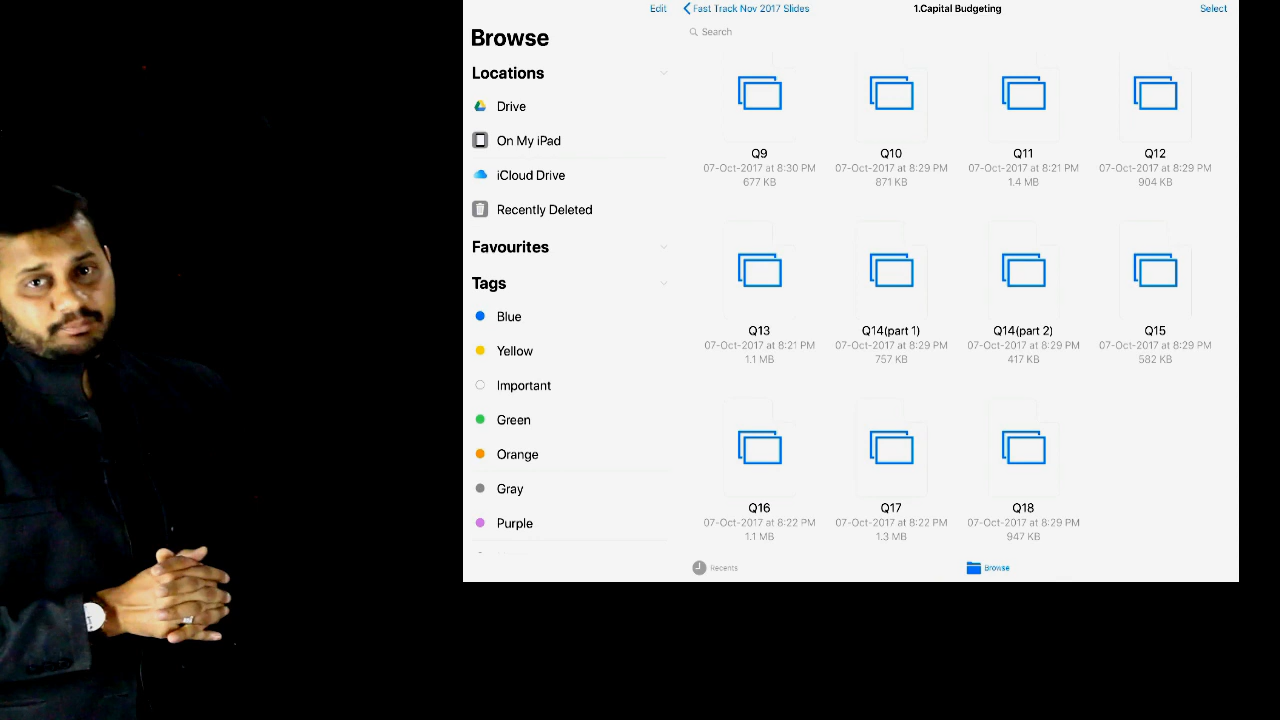 Edit
Browse
Locations
Drive
On My iPad
iCloud Drive
Recently Deleted
Favourites
Tags
Blue
Yellow
Important
Green
Orange
Gray
Purple
Fast Track Nov 2017 Slides
1.Capital Budgeting
Select
Search
Q9
07-Oct-2017 at 8:30 PM
677 KB
Q10
07-Oct-2017 at 8:29 PM
871 KB
Q11
07-Oct-2017 at 8:21 PM
1.4 MB
Q12
07-Oct-2017 at 8:29 PM
904 KB
Q13
07-Oct-2017 at 8:21 PM
1.1 MB
Q14(part 1)
07-Oct-2017 at 8:29 PM
757 KB
Q14(part 2)
07-Oct-2017 at 8:29 PM
417 KB
Q15
07-Oct-2017 at 8:29 PM
582 KB
Q16
07-Oct-2017 at 8:22 PM
1.1 MB
Q17
07-Oct-2017 at 8:22 PM
1.3 MB
Q18
07-Oct-2017 at 8:29 PM
947 KB
Recents
Browse